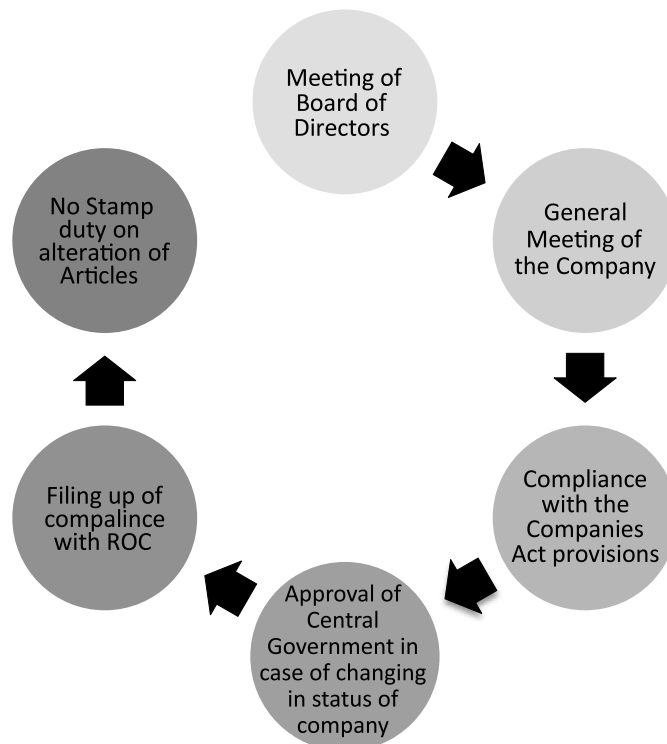 Meeting of
Board of
Directors
General
Meeting of
the Company
Compliance
with the
Companies
Act provisions
Approval of
Central
Government in
case of changing
in status of
company
Filing up of
compalince
with ROC
No Stamp
duty on
alteration of
Articles